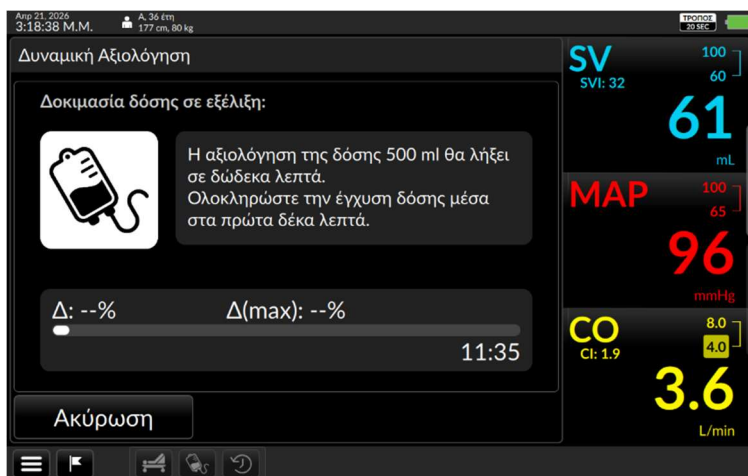 Απρ 21, 2026
3:18:38 Μ.Μ.
Α, 36 έτη
177 cm, 80 kg
ΤΡΟΠΟΣ
20 SEC
Δυναμική Αξιολόγηση
Δοκιμασία δόσης σε εξέλιξη:
Η αξιολόγηση της δόσης 500 ml θα λήξει
σε δώδεκα λεπτά.
Ολοκληρώστε την έγχυση δόσης μέσα
στα πρώτα δέκα λεπτά.
Δ: --%
Δ(max): --%
11:35
Ακύρωση
SV
SVI: 32
100
60
61
mL
MAP
100
65
96
mmHg
CO
CI: 1.9
8.0
4.0
3.6
L/min